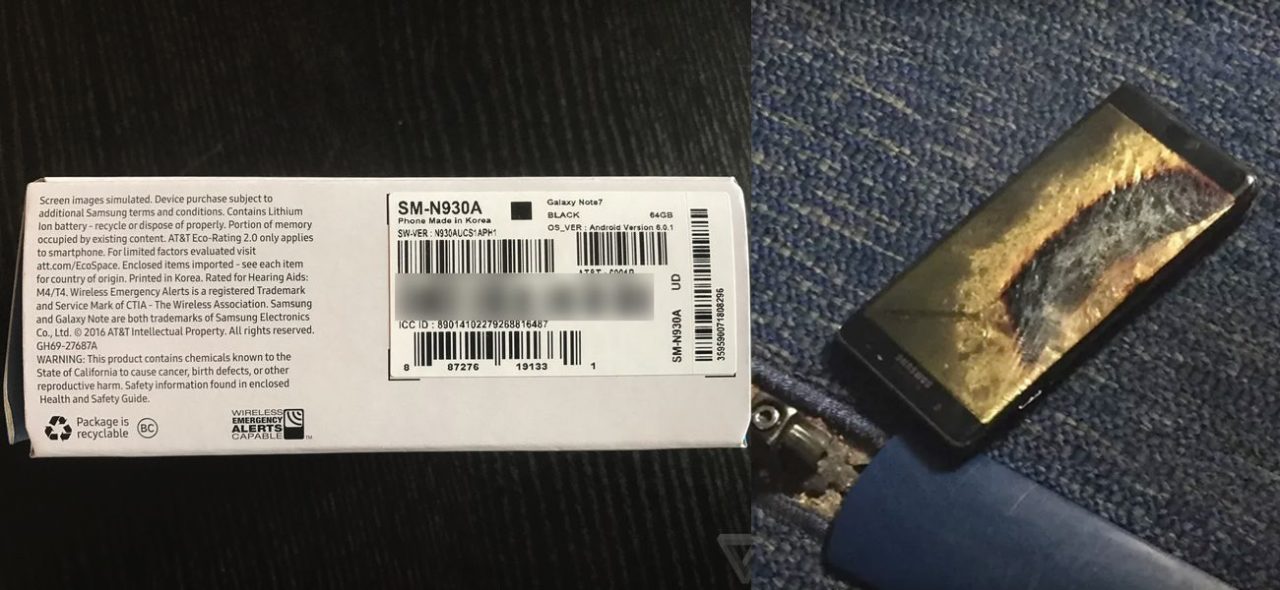 Screen images simulated. Device purchase subject to
additional Samsung terms and conditions. Contains Lithium
Ion battery - recycle or dispose of properly. Portion of memory
occupied by existing content. AT&T Eco-Rating 2.0 only applies
to smartphone. For limited factors evaluated visit
att.com/EcoSpace. Enclosed items imported - see each item
for country of origin. Printed in Korea. Rated for Hearing Aids:
M4/T4. Wireless Emergency Alerts is a registered Trademark
and Service Mark of CTIA - The Wireless Association. Samsung
and Galaxy Note are both trademarks of Samsung Electronics
Co., Ltd. © 2016 AT&T Intellectual Property. All rights reserved.
GH69-27687A
WARNING: This product contains chemicals known to the
State of California to cause cancer, birth defects, or other
reproductive harm. Safety information found in enclosed
Health and Safety Guide.
Package is
recyclable
BC
WIRELESS
EMERGENCY
ALERTS
CAPABLE™
SM-N930A
Phone Made in Korea
SW-VER : N930AUCS1APH1
Galaxy Note7
BLACK 64GB
OS_VER : Android Version 6.0.1
ICC ID : 89014102279268816487
8 87276 19133 1
SM-N930A UD
359590071808296
SAMSUNG